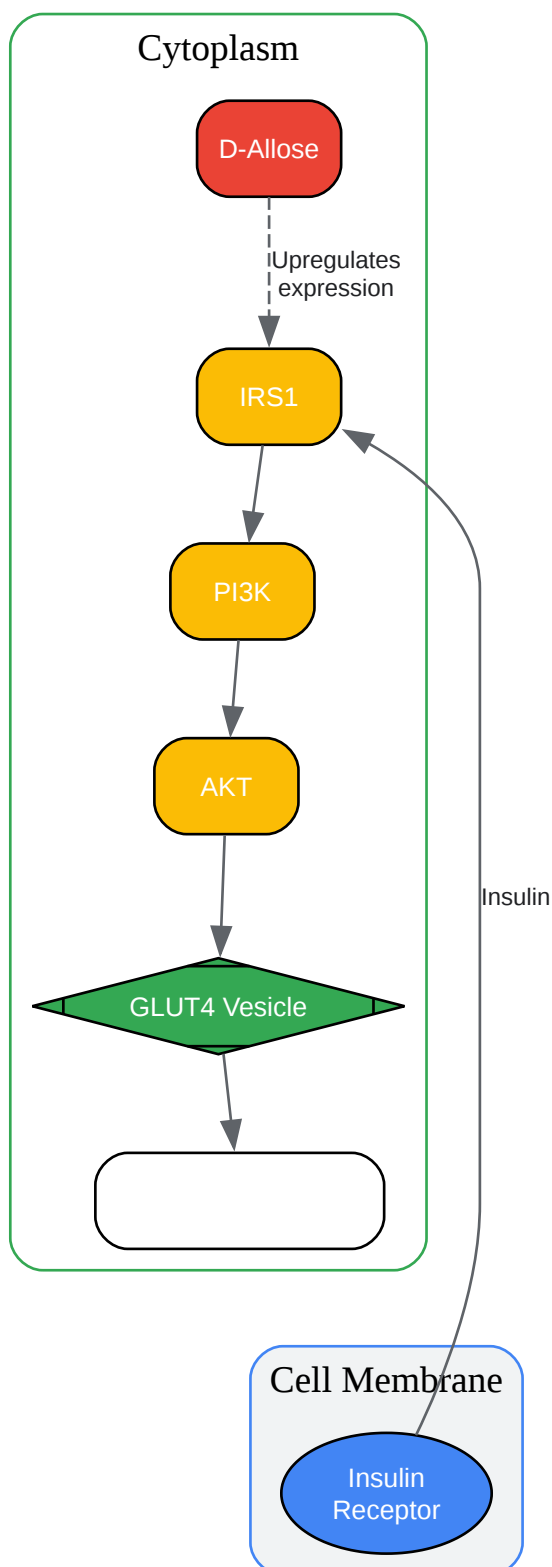 Cytoplasm
D-Allose
Upregulates
expression
IRS1
PI3K
AKT
Insulin
GLUT4 Vesicle
Cell Membrane
Insulin
Receptor